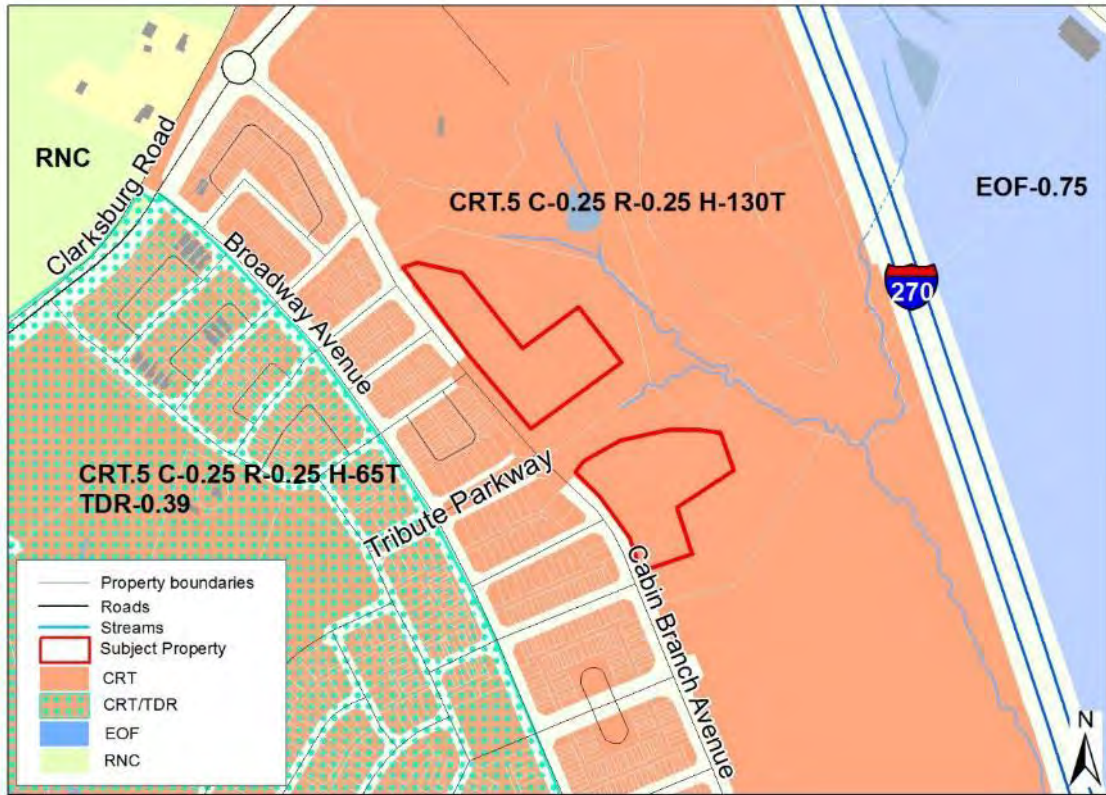 RNC
Clarksburg Road
CRT.5 C-0.25 R-0.25 H-130T
EOF-0.75
270
Broadway Avenue
CRT.5 C-0.25 R-0.25 H-65T
TDR-0.39
Tribute Parkway
Cabin Branch Avenue
Property boundaries
Roads
Streams
Subject Property
CRT
CRT/TDR
EOF
RNC
N